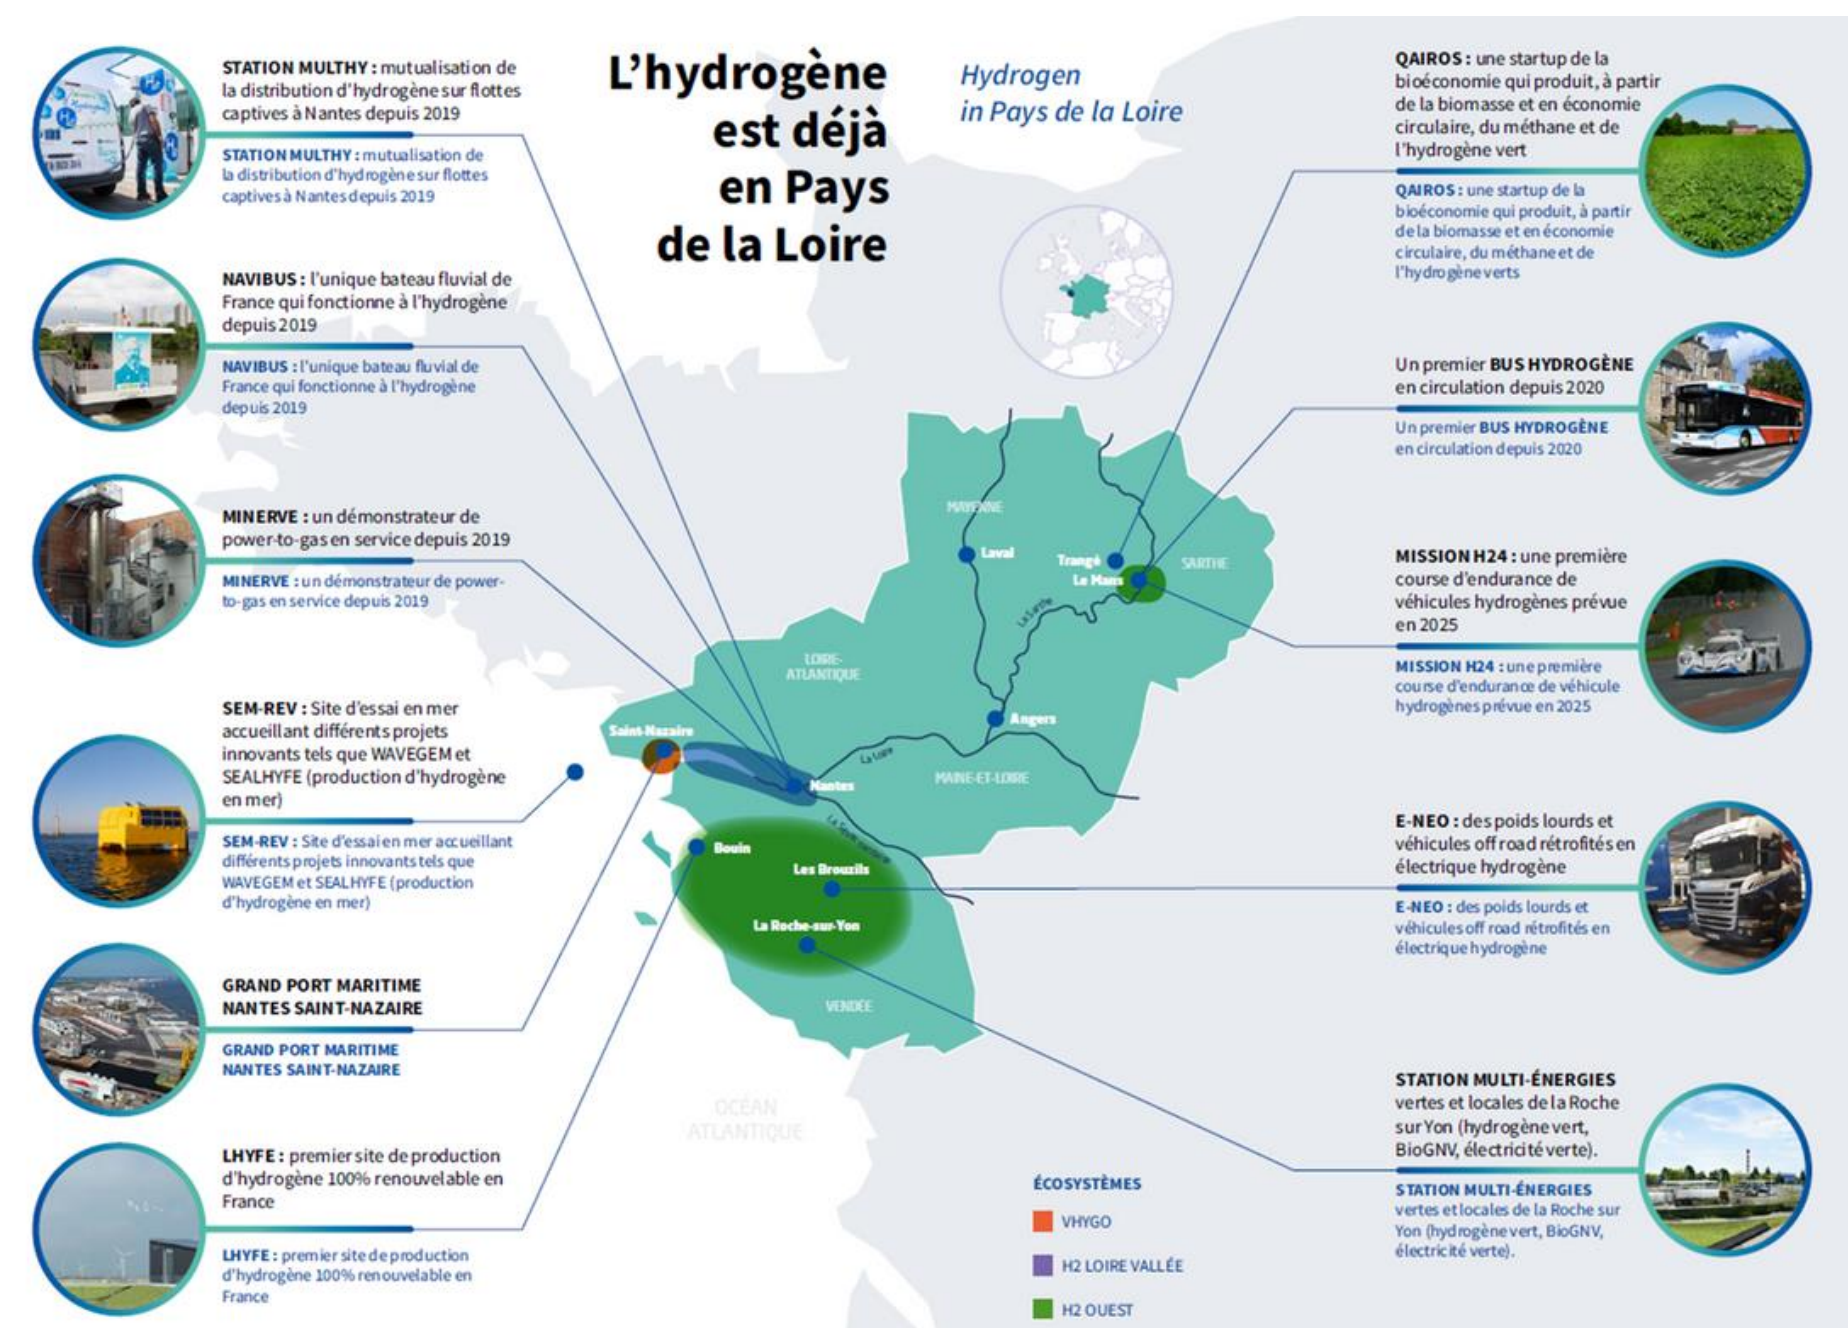 L'hydrogène
est déjà
en Pays
de la Loire
Hydrogen
in Pays de la Loire
STATION MULTHY : mutualisation de
la distribution d'hydrogène sur flottes
captives à Nantes depuis 2019
STATION MULTHY : mutualisation de
la distribution d'hydrogène sur flottes
captives à Nantes depuis 2019
NAVIBUS : l'unique bateau fluvial de
France qui fonctionne à l'hydrogène
depuis 2019
NAVIBUS : l'unique bateau fluvial de
France qui fonctionne à l'hydrogène
depuis 2019
MINERVE : un démonstrateur de
power-to-gas en service depuis 2019
MINERVE : un démonstrateur de power-
to-gas en service depuis 2019
SEM-REV : Site d'essai en mer
accueillant différents projets
innovants tels que WAVEGEM et
SEALHYFE (production d'hydrogène
en mer)
SEM-REV : Site d'essai en mer accueillant
différents projets innovants tels que
WAVEGEM et SEALHYFE (production
d'hydrogène en mer)
GRAND PORT MARITIME
NANTES SAINT-NAZAIRE
GRAND PORT MARITIME
NANTES SAINT-NAZAIRE
LHYFE : premier site de production
d'hydrogène 100% renouvelable en
France
LHYFE : premier site de production
d'hydrogène 100% renouvelable en
France
MAYENNE
Laval
Trangé
Le Mans
SARTHE
La Sarthe
LOIRE-
ATLANTIQUE
Saint-Nazaire
Angers
La Loire
Nantes
MAINE-ET-LOIRE
La Sèvre nantaise
Bouin
Les Brouzils
La Roche-sur-Yon
VENDÉE
OCÉAN
ATLANTIQUE
ÉCOSYSTÈMES
VHYGO
H2 LOIRE VALLÉE
H2 OUEST
QAIROS : une startup de la
bioéconomie qui produit, à partir
de la biomasse et en économie
circulaire, du méthane et de
l'hydrogène vert
QAIROS : une startup de la
bioéconomie qui produit, à partir
de la biomasse et en économie
circulaire, du méthane et de
l'hydrogène verts
Un premier BUS HYDROGÈNE
en circulation depuis 2020
Un premier BUS HYDROGÈNE
en circulation depuis 2020
MISSION H24 : une première
course d'endurance de
véhicules hydrogènes prévue
en 2025
MISSION H24 : une première
course d'endurance de véhicule
hydrogènes prévue en 2025
E-NEO : des poids lourds et
véhicules off road rétrofités en
électrique hydrogène
E-NEO : des poids lourds et
véhicules off road rétrofités en
électrique hydrogène
STATION MULTI-ÉNERGIES
vertes et locales de la Roche
sur Yon (hydrogène vert,
BioGNV, électricité verte).
STATION MULTI-ÉNERGIES
vertes et locales de la Roche sur
Yon (hydrogène vert, BioGNV,
électricité verte).